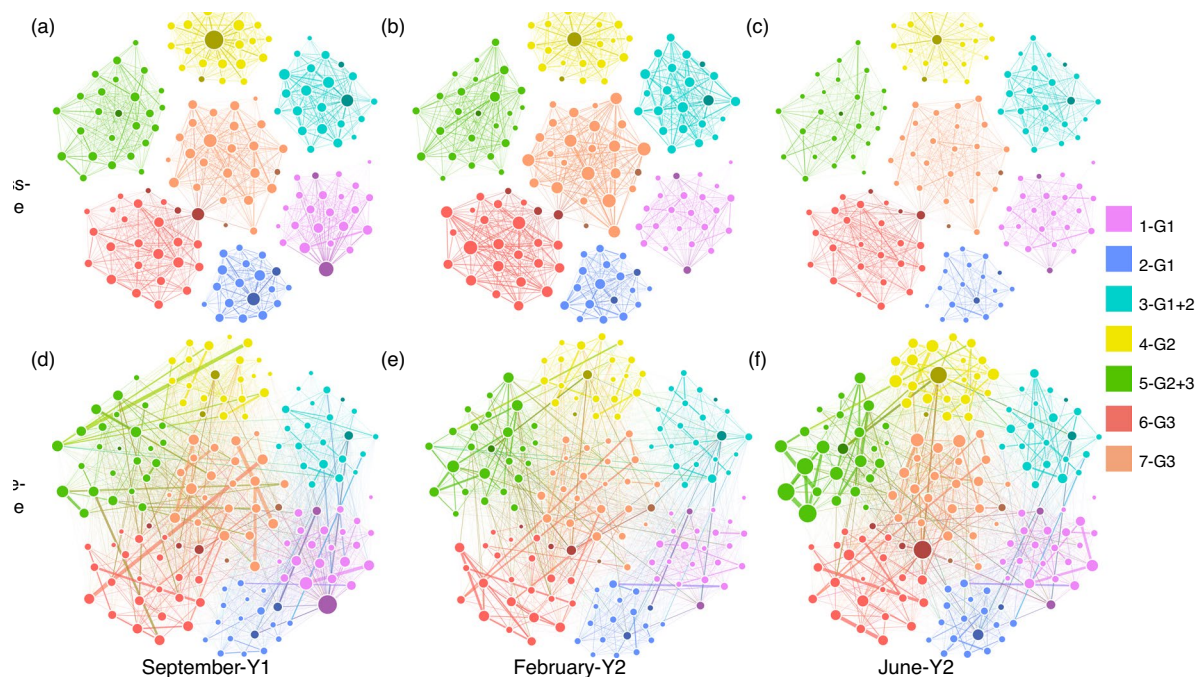 (a)
(b)
(c)
(d)
(e)
(f)
1-G1
2-G1
3-G1+2
4-G2
5-G2+3
6-G3
7-G3
September-Y1
February-Y2
June-Y2